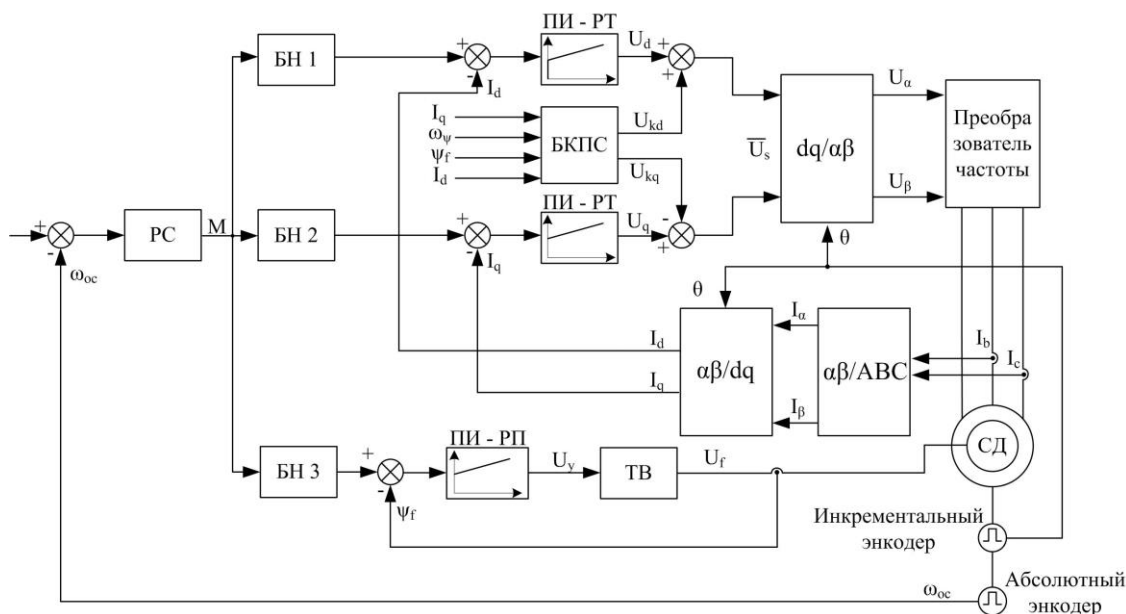 ПИ - РТ
БН 1
+
-
I_d
U_d
+
+
I_q
ω_ψ
ψ_f
I_d
БКПС
U_kd
U_kq
U̅_s
dq/αβ
U_α
U_β
Преобра
зователь
частоты
ПИ - РТ
+
-
ω_oc
РС
М
БН 2
+
-
I_q
U_q
-
+
θ
θ
I_d
I_q
αβ/dq
I_α
I_β
αβ/ABC
I_b
I_c
СД
БН 3
+
-
ψ_f
ПИ - РП
U_y
ТВ
U_f
Инкрементальный
энкодер
ω_oc
Абсолютный
энкодер